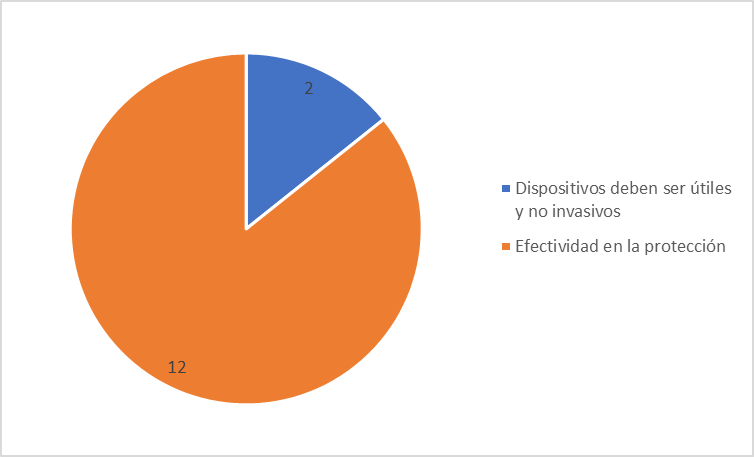 2
12
Dispositivos deben ser útiles
y no invasivos
Efectividad en la protección